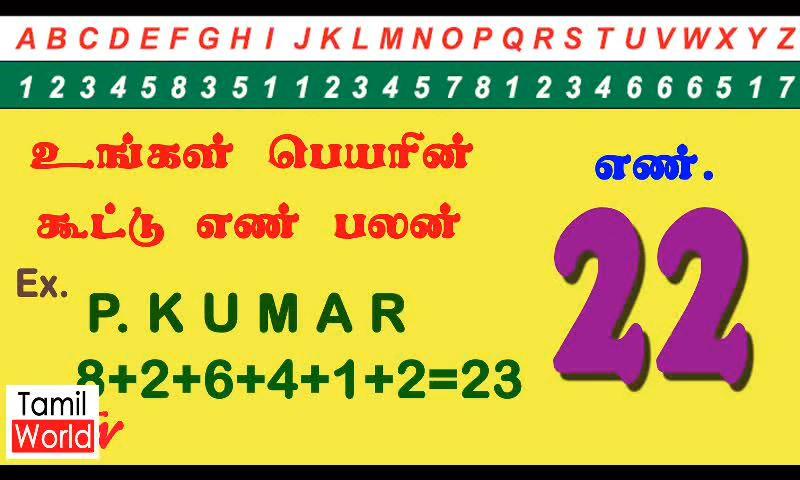 A B C D E F G H I J K L M N O P Q R S T U V W X Y Z
1 2 3 4 5 8 3 5 1 1 2 3 4 5 7 8 1 2 3 4 6 6 6 5 1 7
உங்கள் பெயரின்
கூட்டு எண் பலன்
எண்.
22
Ex.
P. K U M A R
8+2+6+4+1+2=23
Tamil
World